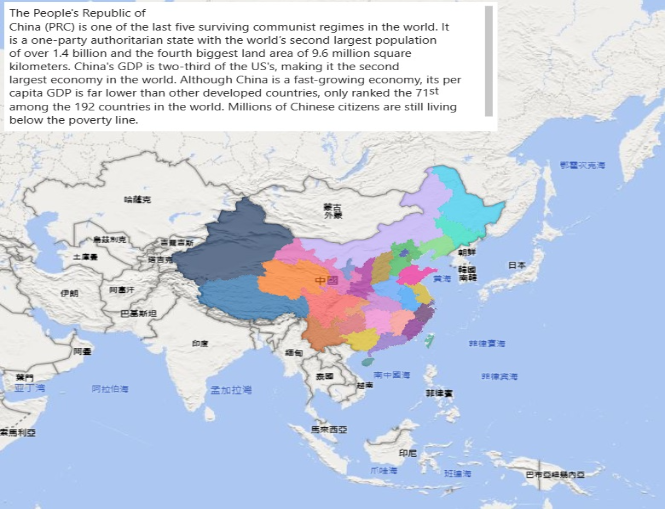 The People's Republic of
China (PRC) is one of the last five surviving communist regimes in the world. It
is a one-party authoritarian state with the world's second largest population
of over 1.4 billion and the fourth biggest land area of 9.6 million square
kilometers. China's GDP is two-third of the US's, making it the second
largest economy in the world. Although China is a fast-growing economy, its per
capita GDP is far lower than other developed countries, only ranked the 71st
among the 192 countries in the world. Millions of Chinese citizens are still living
below the poverty line.
鄂霍次克海
哈薩克
蒙古
外蒙
烏茲別克
吉爾吉斯
土庫曼
塔吉克
朝鮮
韓國
南韓
日本
中國
黃海
伊朗
阿富汗
巴基斯坦
阿曼
印度
緬甸
菲律賓海
葉門
亞丁灣
阿拉伯海
孟加拉灣
泰國
越南
南中國海
菲律賓海
菲律賓
索馬利亞
馬來西亞
印尼
爪哇海
班達海
巴布亞紐幾內亞